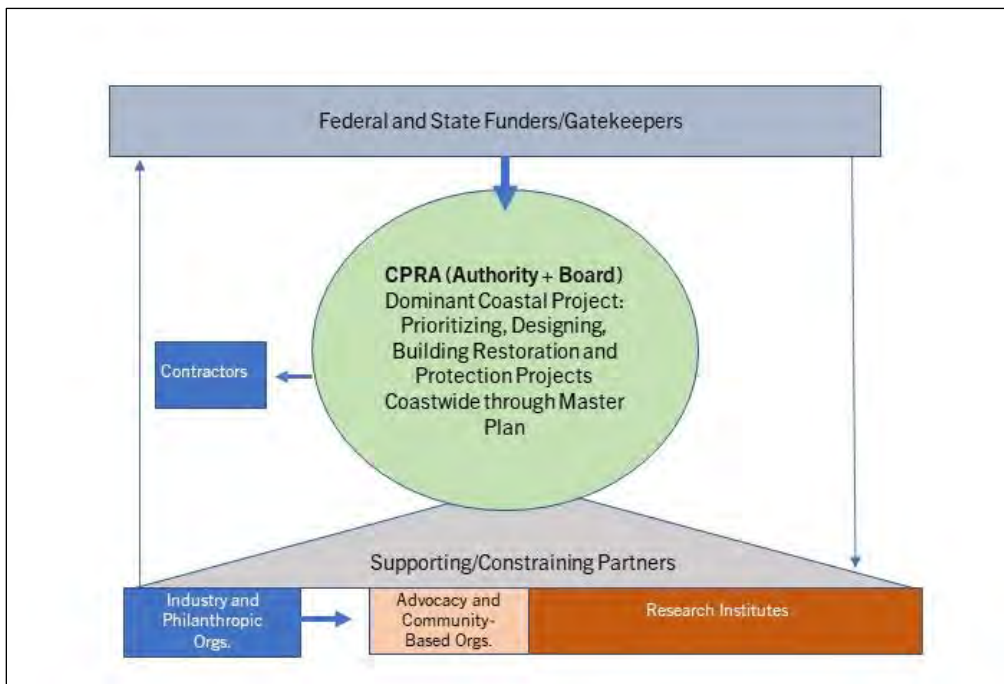 Federal and State Funders/Gatekeepers
CPRA (Authority + Board)
Dominant Coastal Project:
Prioritizing, Designing,
Building Restoration and
Protection Projects
Coastwide through Master
Plan
Contractors
Supporting/Constraining Partners
Industry and
Philanthropic
Orgs.
Advocacy and
Community-
Based Orgs.
Research Institutes